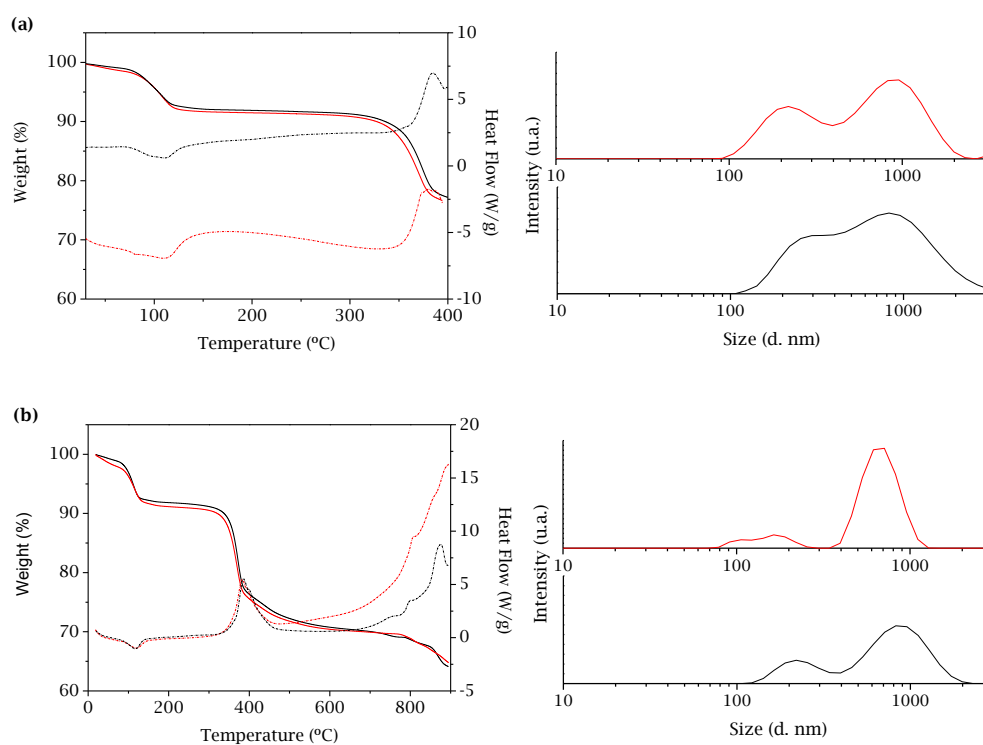 (a)
100
90
80
70
60
Weight (%)
10
5
0
-5
-10
Heat Flow (W/g)
100 200 300 400
Temperature (ºC)
Intensity (u.a.)
10 100 1000
10 100 1000
Size (d. nm)
(b)
100
90
80
70
60
Weight (%)
20
15
10
5
0
-5
Heat Flow (W/g)
0 200 400 600 800
Temperature (ºC)
Intensity (u.a.)
10 100 1000
10 100 1000
Size (d. nm)